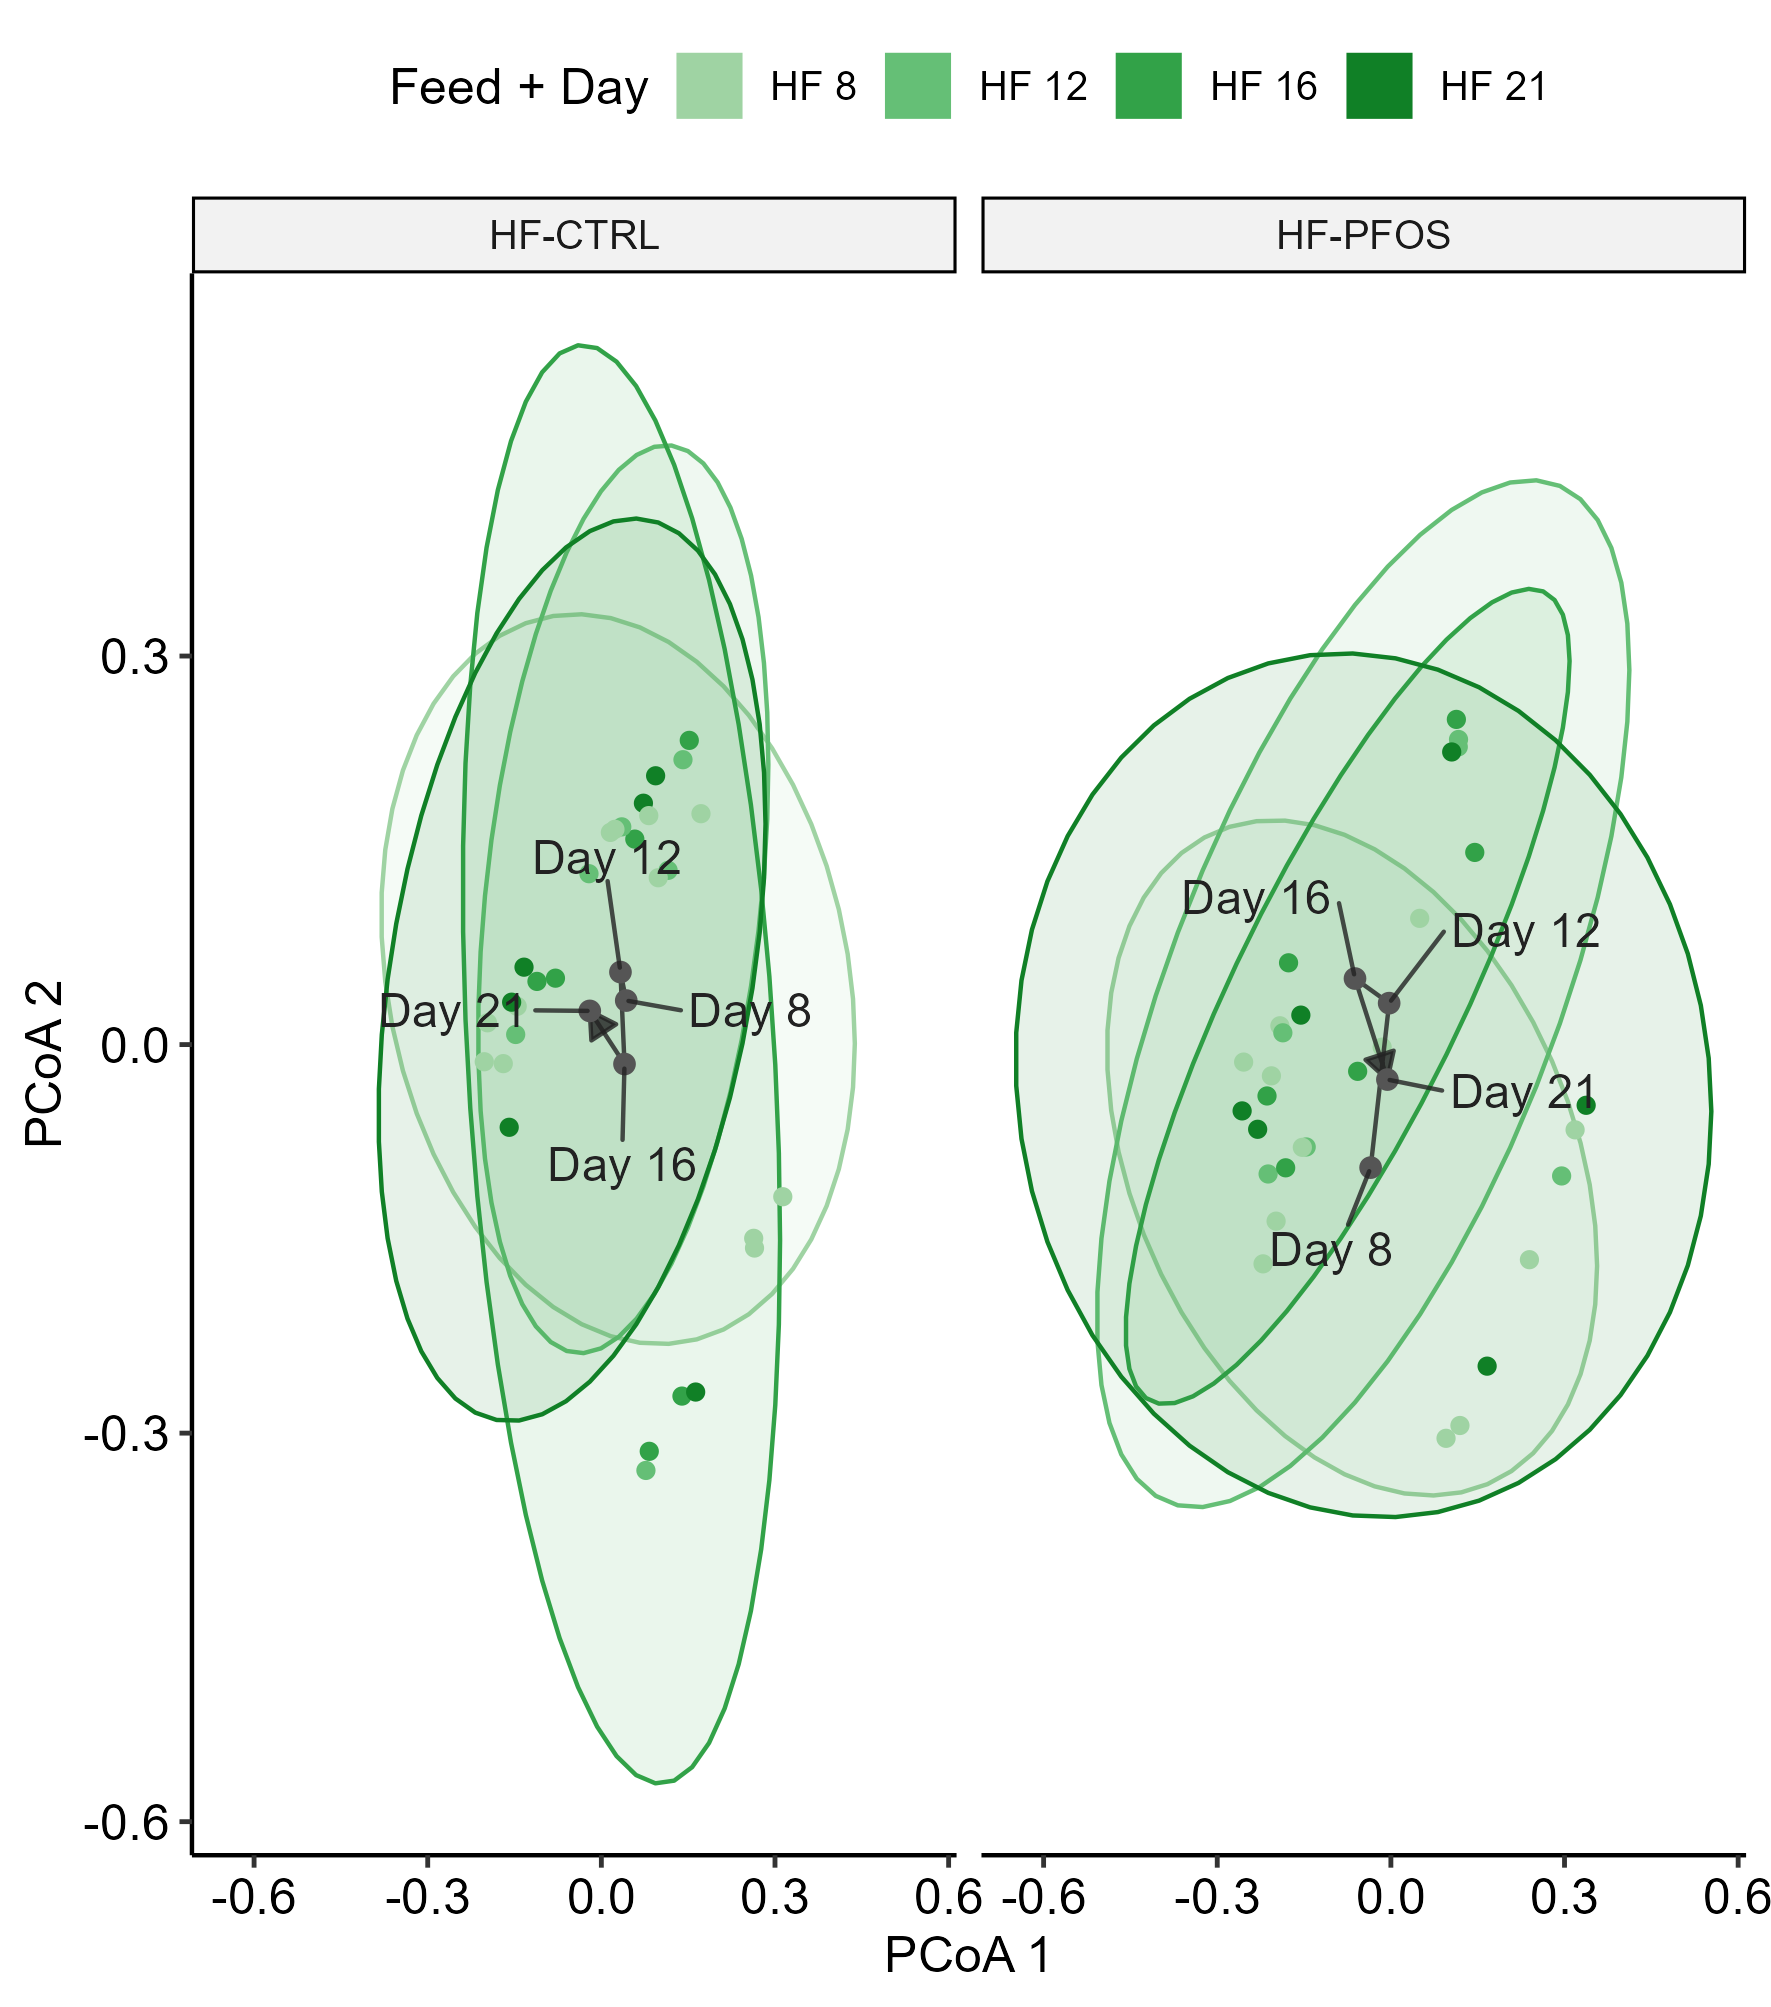 Feed + Day HF 8 HF 12 HF 16 HF 21
HF-CTRL HF-PFOS
0.3
0.0
-0.3
-0.6
PCoA 2
Day 12
Day 21
Day 8
Day 16
Day 16
Day 12
Day 21
Day 8
-0.6 -0.3 0.0 0.3 0.6 -0.6 -0.3 0.0 0.3 0.6
PCoA 1